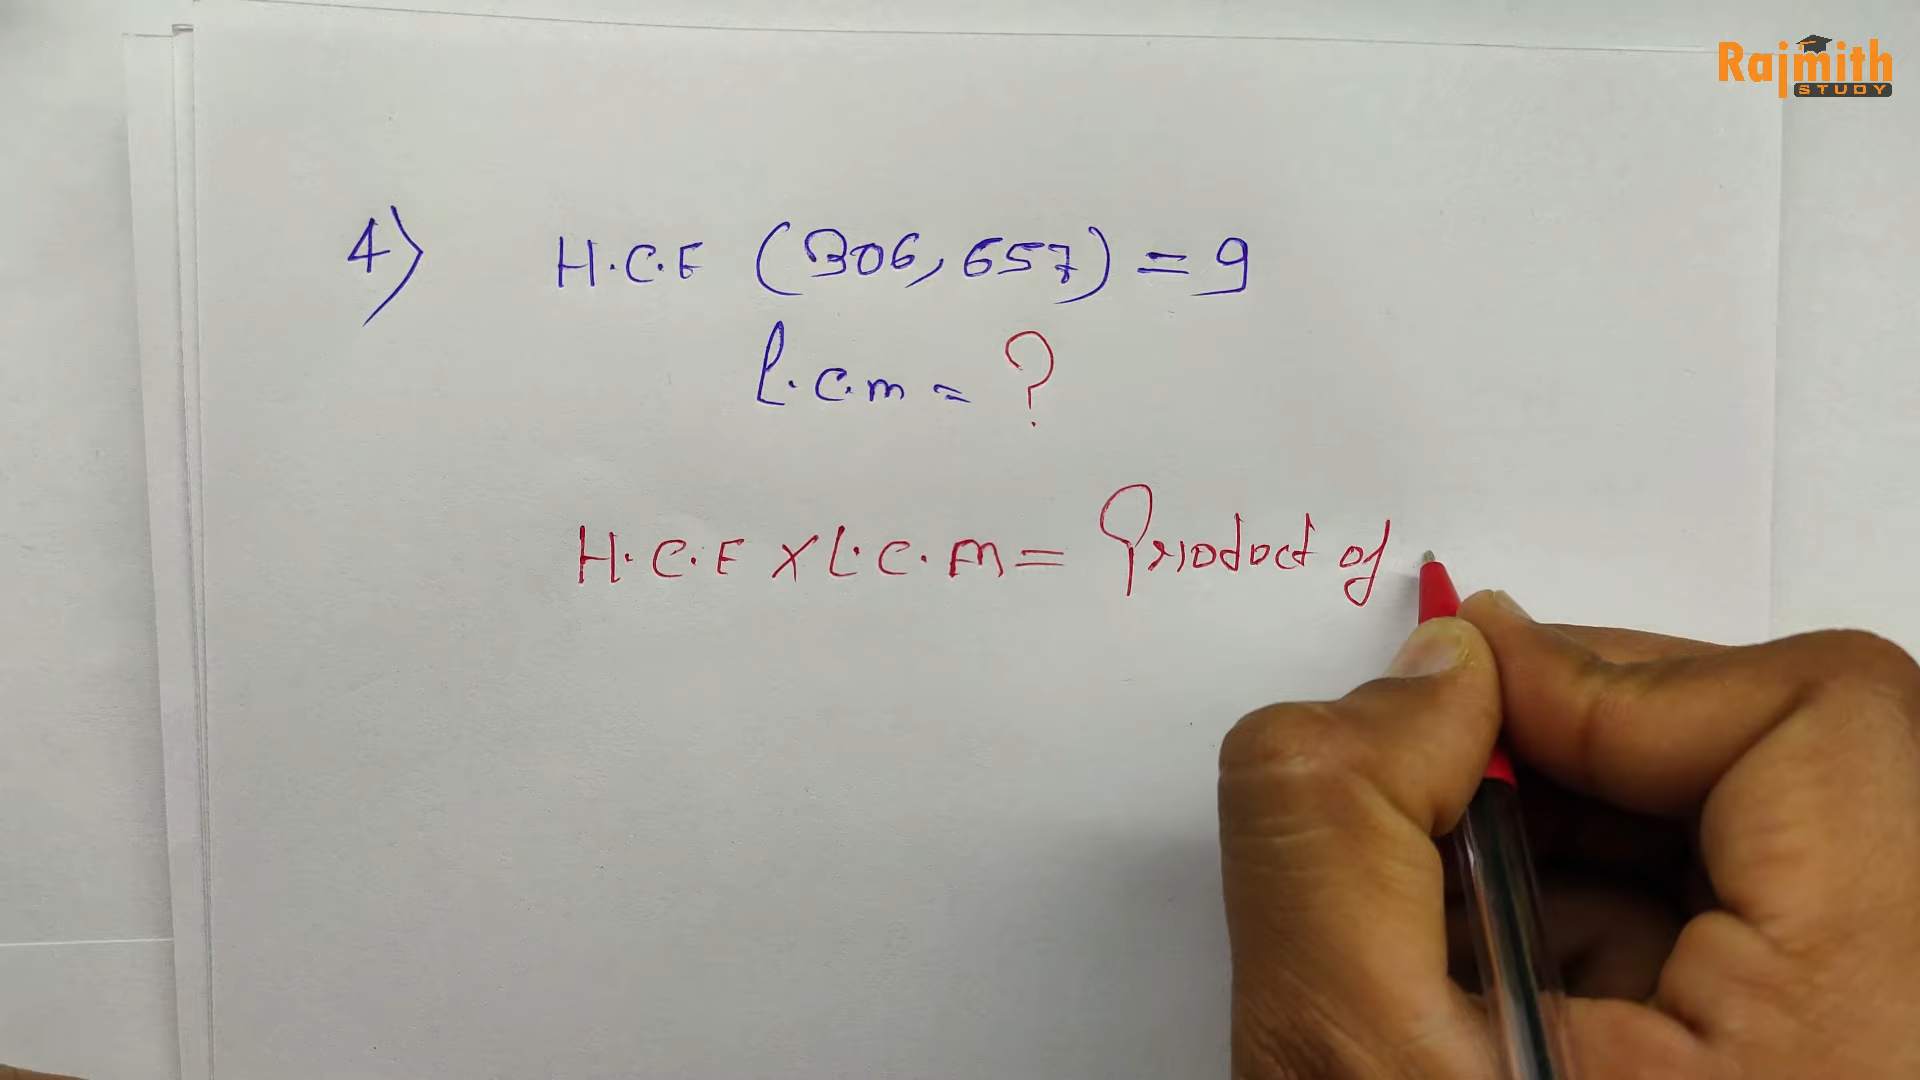 Rajmith
STUDY
4) H.C.F (306, 657) = 9
L.C.M = ?
H.C.F X L.C.M = Product of